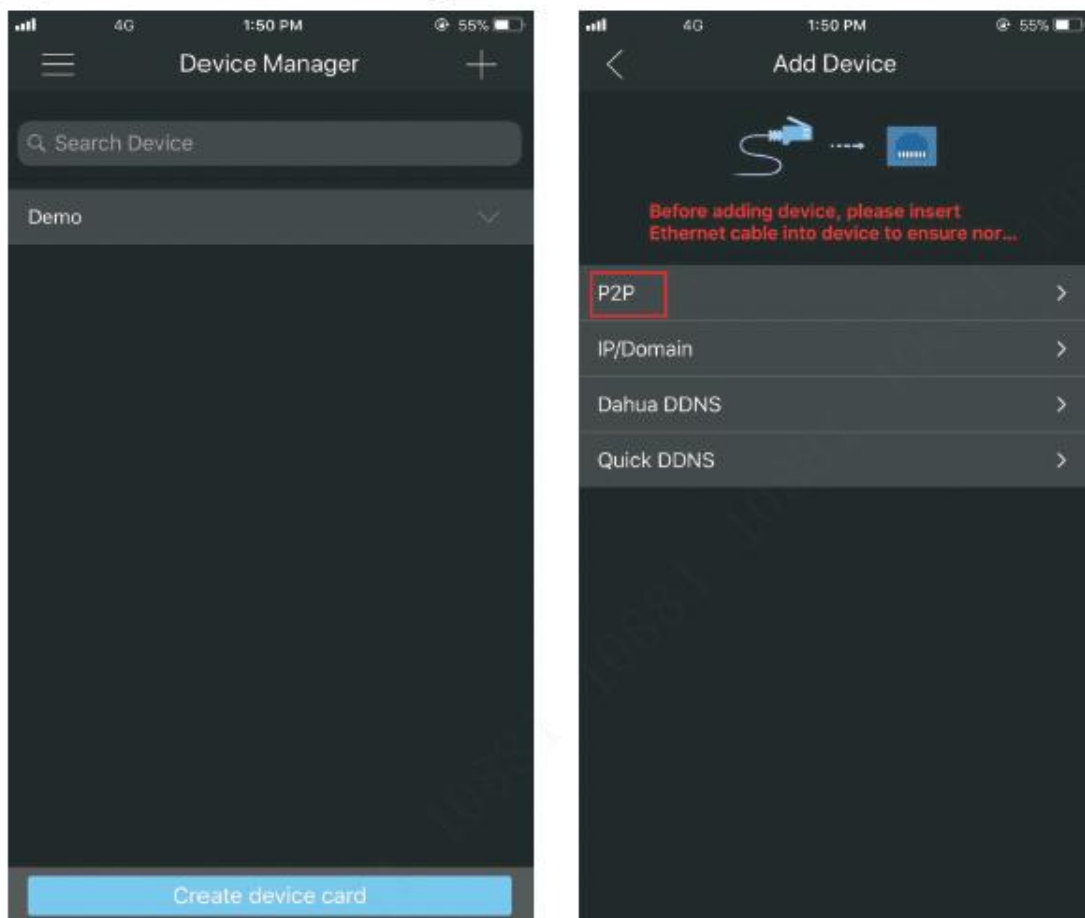 4G 1:50 PM 55%
Device Manager
Search Device
Demo
Create device card
4G 1:50 PM 55%
Add Device
Before adding device, please insert
Ethernet cable into device to ensure nor...
P2P
IP/Domain
Dahua DDNS
Quick DDNS